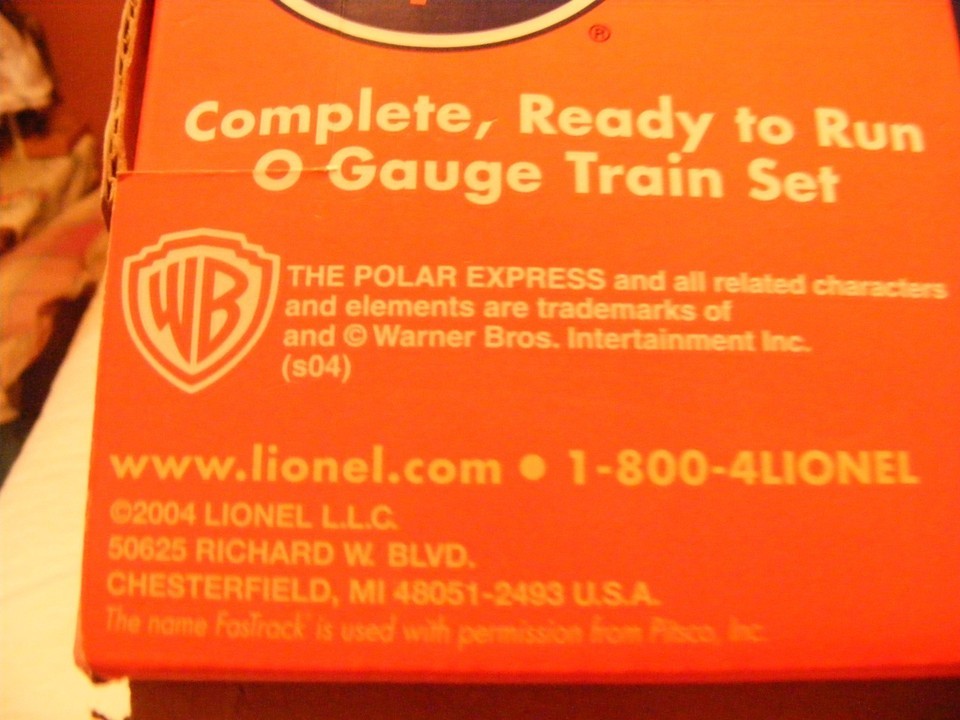 ®
Complete, Ready to Run
O Gauge Train Set
WB
THE POLAR EXPRESS and all related characters
and elements are trademarks of
and © Warner Bros. Intertainment Inc.
(s04)
www.lionel.com • 1-800-4LIONEL
©2004 LIONEL L.L.C.
50625 RICHARD W. BLVD.
CHESTERFIELD, MI 48051-2493 U.S.A.
The name FasTrack® is used with permission from Pitsco, Inc.